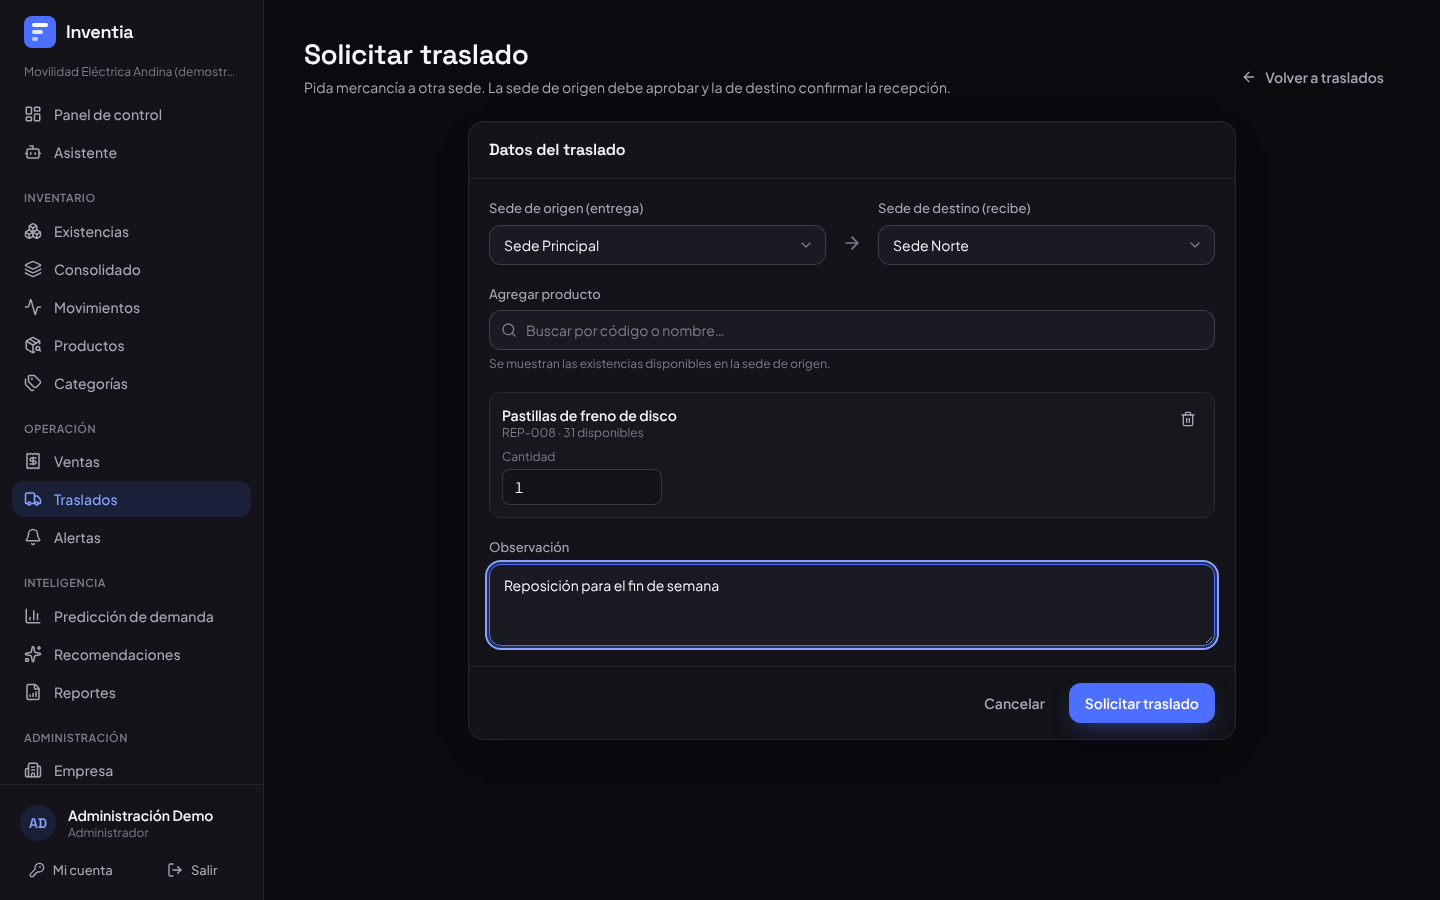 Inventia
Movilidad Eléctrica Andina (demostr...
Panel de control
Asistente
INVENTARIO
Existencias
Consolidado
Movimientos
Productos
Categorías
OPERACIÓN
Ventas
Traslados
Alertas
INTELIGENCIA
Predicción de demanda
Recomendaciones
Reportes
ADMINISTRACIÓN
Empresa
AD
Administración Demo
Administrador
Mi cuenta
Salir
Solicitar traslado
Pida mercancía a otra sede. La sede de origen debe aprobar y la de destino confirmar la recepción.
Volver a traslados
Datos del traslado
Sede de origen (entrega)
Sede Principal
Sede de destino (recibe)
Sede Norte
Agregar producto
Buscar por código o nombre...
Se muestran las existencias disponibles en la sede de origen.
Pastillas de freno de disco
REP-008 · 31 disponibles
Cantidad
1
Observación
Reposición para el fin de semana
Cancelar
Solicitar traslado